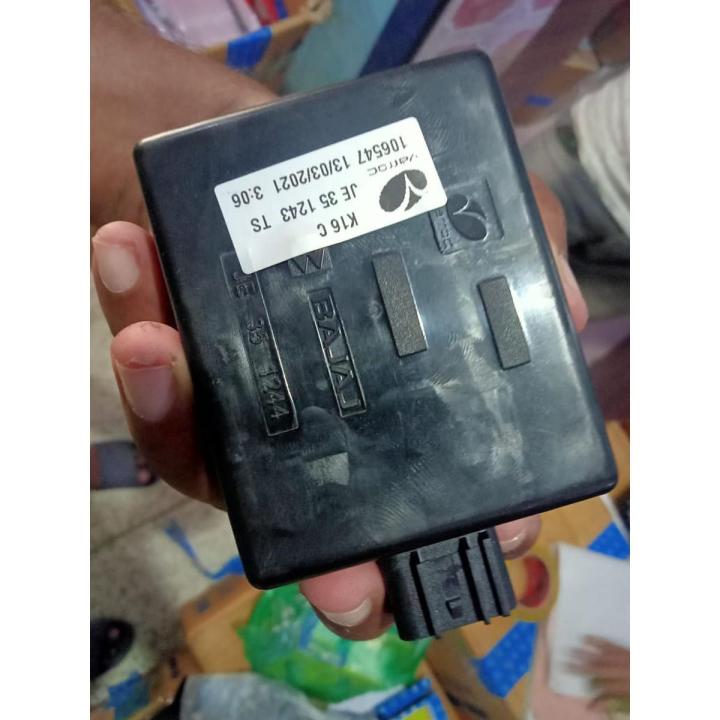 K16 C
JE 35 1243 TS
varroc
106547 13/03/2021 3:06
BAJAJ
JE 35 1244